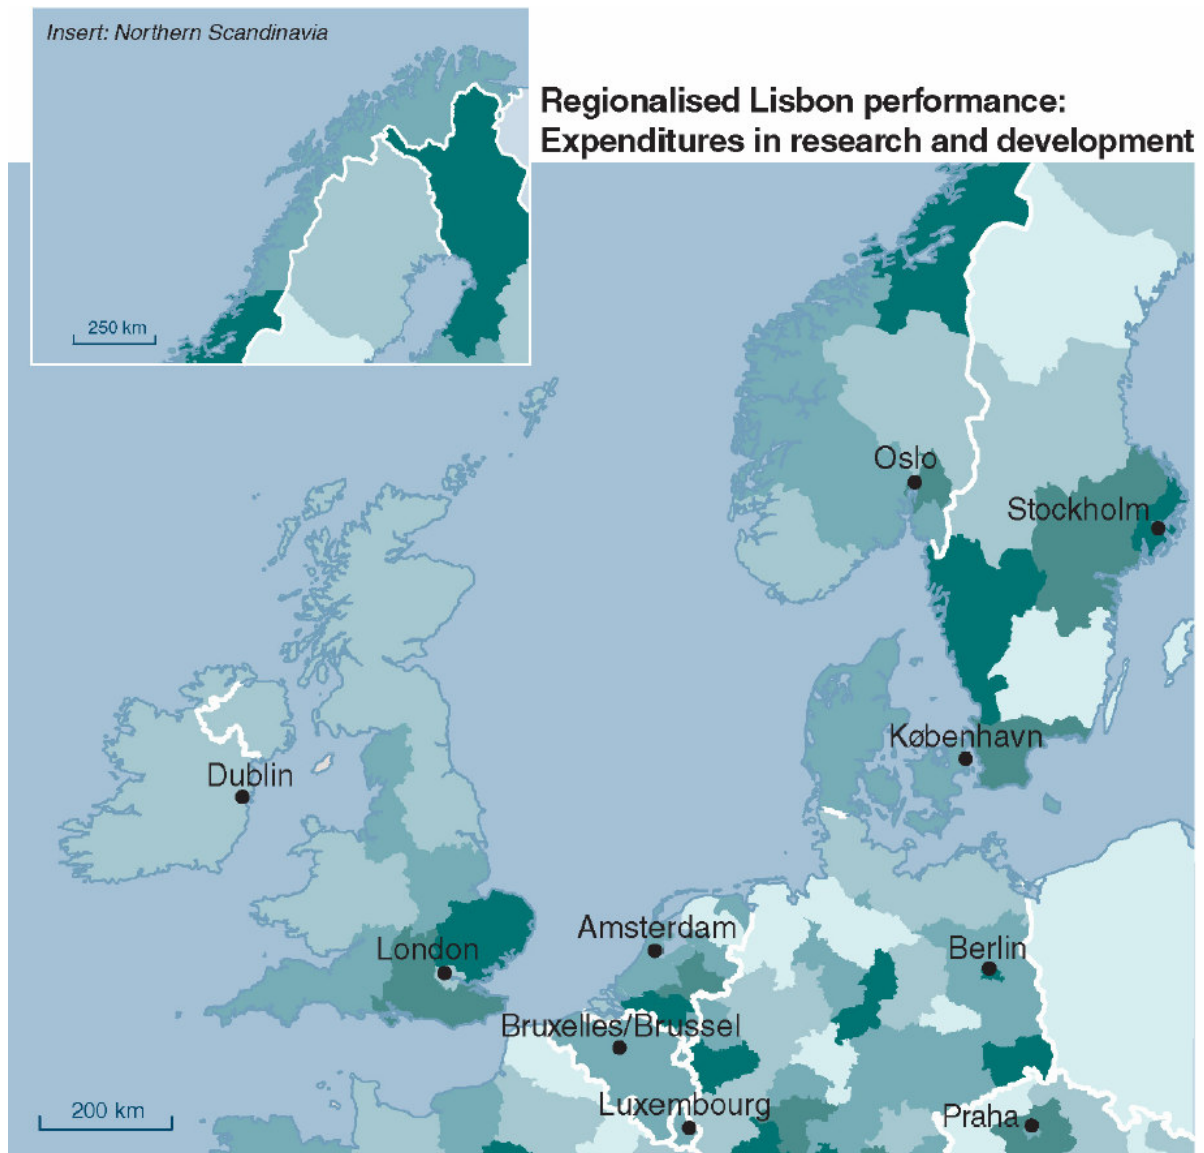 Insert: Northern Scandinavia
Regionalised Lisbon performance:
Expenditures in research and development
250 km
Oslo
Stockholm
København
Dublin
Amsterdam
London
Berlin
Bruxelles/Brussel
Luxembourg
200 km
Praha